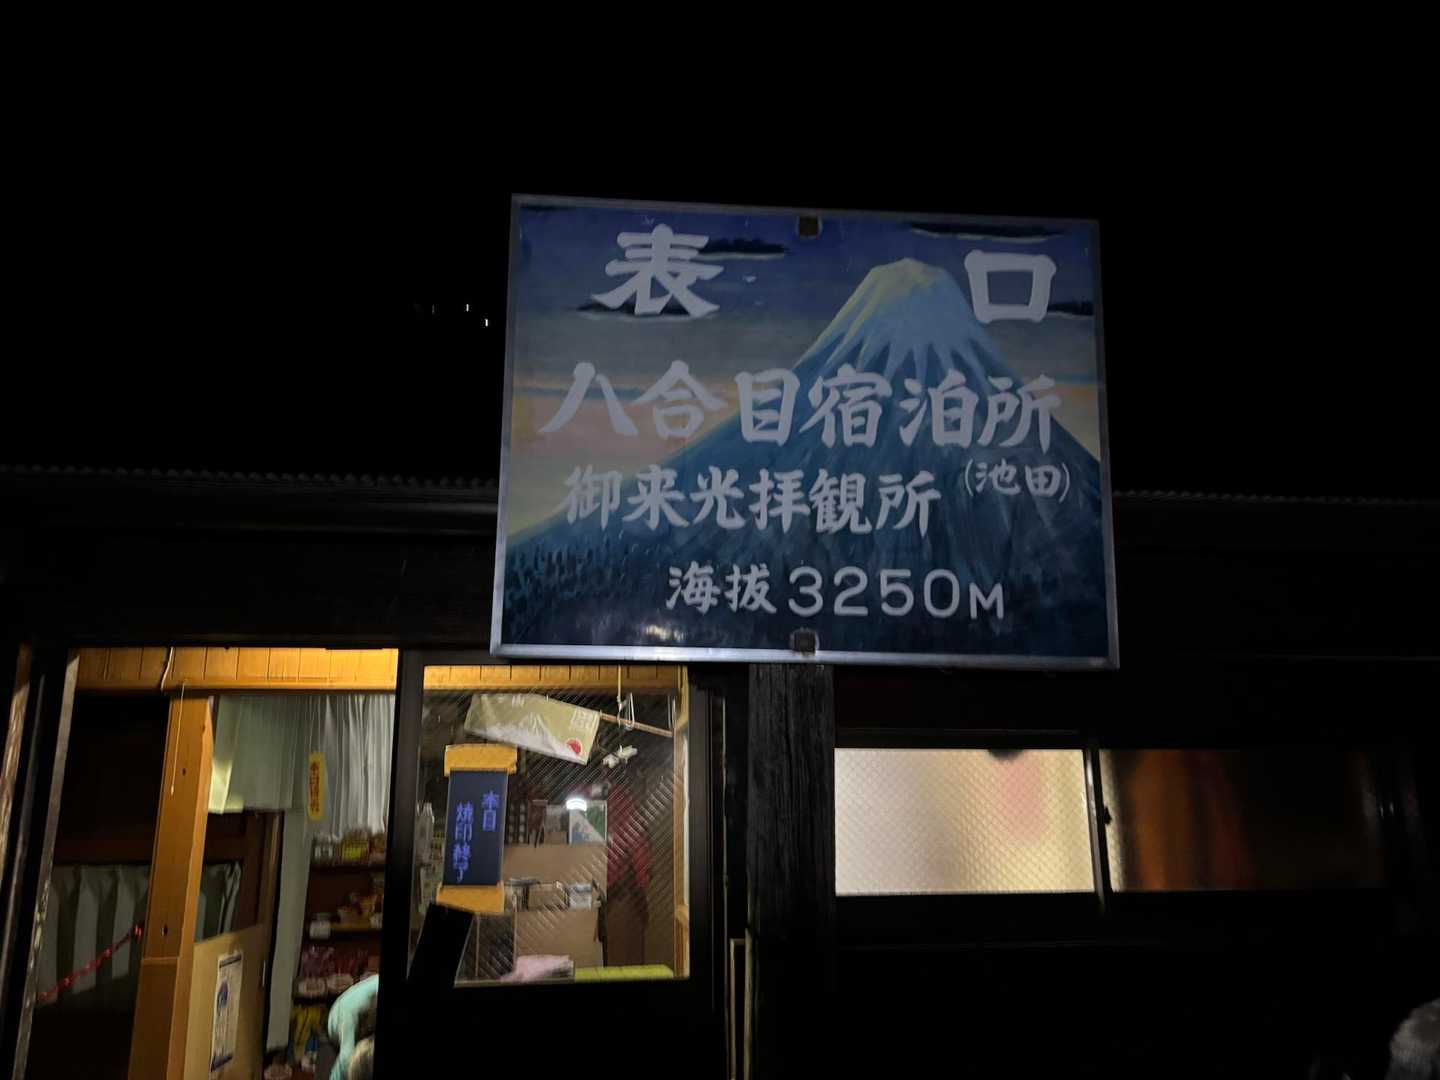 表 口
八合目宿泊所
(池田)
御来光拝観所
海抜3250M
本日
焼印終了